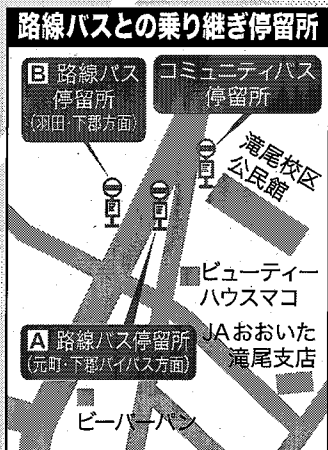 路線バスとの乗り継ぎ停留所
B 路線バス
停留所
(羽田・下郡方面)
コミュニティバス
停留所
滝尾校区
公民館
ビューティー
ハウスマコ
A 路線バス停留所
(元町・下郡バイパス方面)
JAおおいた
滝尾支店
ビーバーパン